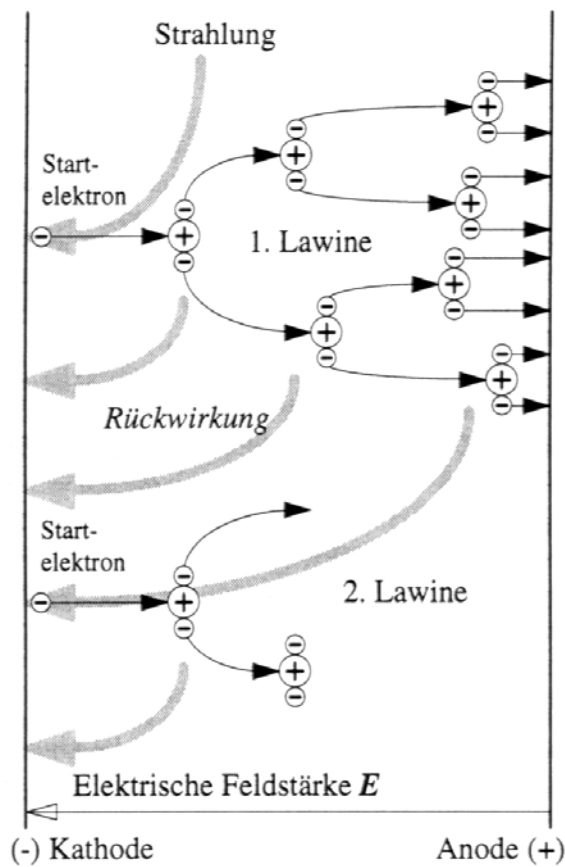 Strahlung
Start-
elektron
1. Lawine
Rückwirkung
Start-
elektron
2. Lawine
Elektrische Feldstärke E
(-) Kathode
Anode (+)